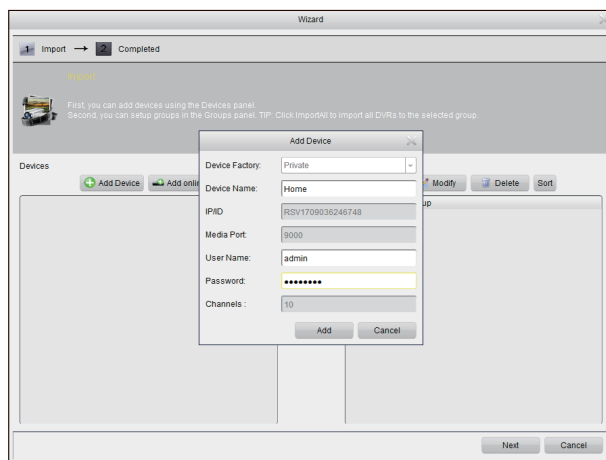 Wizard
1 Import → 2 Completed
Import
First, you can add devices using the Devices panel.
Second, you can setup groups in the Groups panel. TIP: Click ImportAll to import all DVRs to the selected group.
Add Device
Devices
Add Device
Modify
Delete
Sort
Device Factory: Private
Device Name: Home
IP/ID RSV1709036246748
Media Port: 9000
User Name: admin
Password: ●●●●●●●●
Channels : 10
Add Cancel
Next Cancel